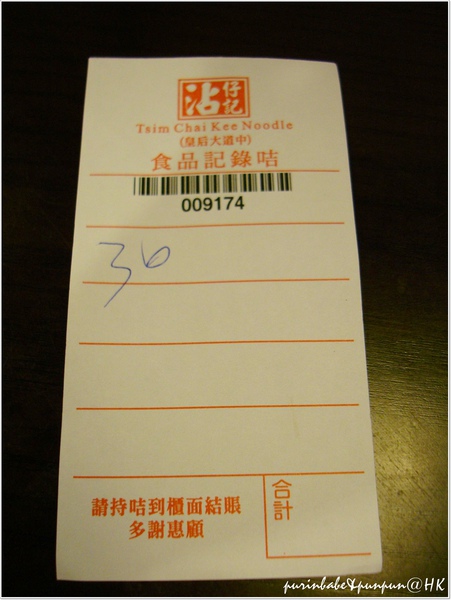 沾仔記
Tsim Chai Kee Noodle
(皇后大道中)
食品記錄咭
009174
36
請持咭到櫃面結賬
多謝惠顧
合計
purinbabe&punpun@HK